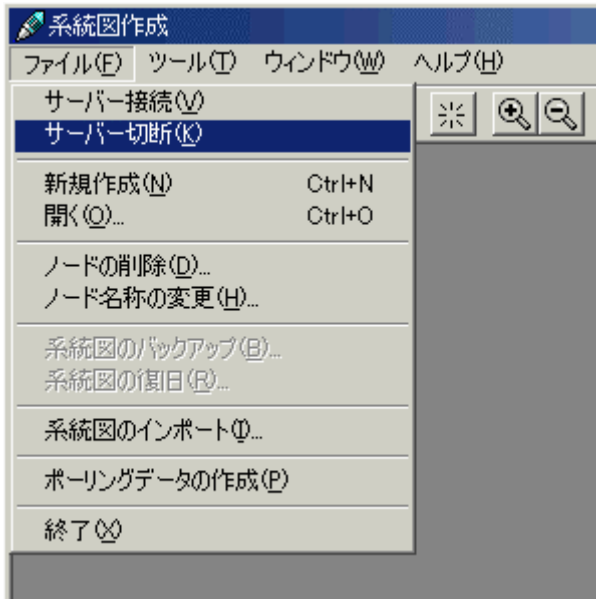 系統図作成
ファイル(F) ツール(T) ウィンドウ(W) ヘルプ(H)
サーバー接続(V)
サーバー切断(K)
新規作成(N) Ctrl+N
開く(O)... Ctrl+O
ノードの削除(D)...
ノード名称の変更(H)...
系統図のバックアップ(B)...
系統図の復旧(R)...
系統図のインポート(I)...
ポーリングデータの作成(P)
終了(X)